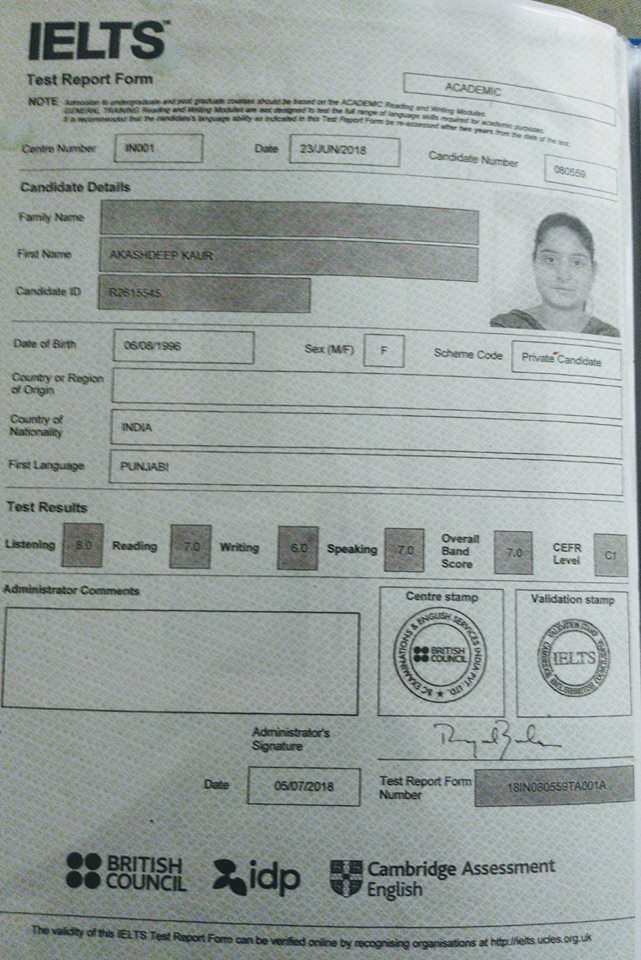 IELTS™
Test Report Form
ACADEMIC
NOTE Admission to undergraduate and post graduate courses should be based on the ACADEMIC Reading and Writing Modules.
GENERAL TRAINING Reading and Writing Modules are not designed to test the full range of language skills required for academic purposes.
It is recommended that the candidate's language ability as indicated in this Test Report Form be re-assessed after two years from the date of the test.
Centre Number IN001 Date 23/JUN/2018 Candidate Number 080559
Candidate Details
Family Name
First Name AKASHDEEP KAUR
Candidate ID R2615545
Date of Birth 06/08/1996 Sex (M/F) F Scheme Code Private Candidate
Country or Region
of Origin
Country of
Nationality INDIA
First Language PUNJABI
Test Results
Listening 8.0 Reading 7.0 Writing 6.0 Speaking 7.0 Overall Band Score 7.0 CEFR Level C1
Administrator Comments
Centre stamp
BC EXAMINATIONS & ENGLISH SERVICES INDIA PVT. LTD.
BRITISH
COUNCIL
Validation stamp
VALIDATION STAMP
IELTS
Administrator's
Signature
Date 05/07/2018 Test Report Form
Number 18IN080559TA001A
BRITISH
COUNCIL
idp
Cambridge Assessment
English
The validity of this IELTS Test Report Form can be verified online by recognising organisations at http://ielts.ucles.org.uk